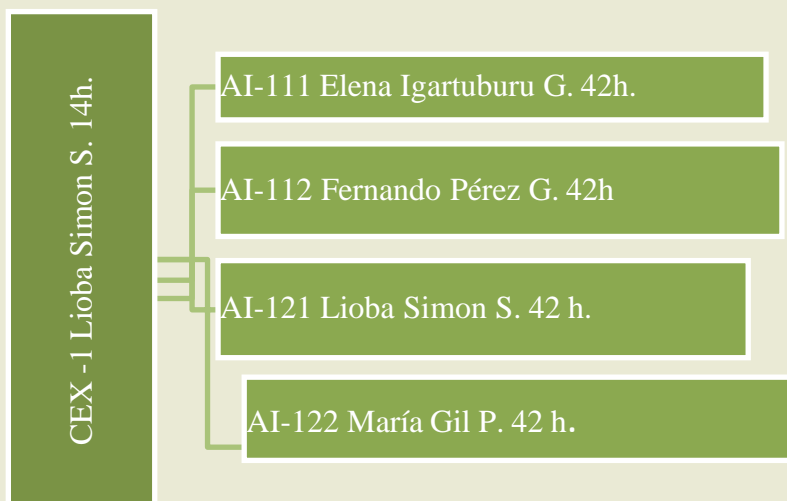 CEX -1 Lioba Simon S. 14h.
AI-111 Elena Igartuburu G. 42h.
AI-112 Fernando Pérez G. 42h
AI-121 Lioba Simon S. 42 h.
AI-122 María Gil P. 42 h.